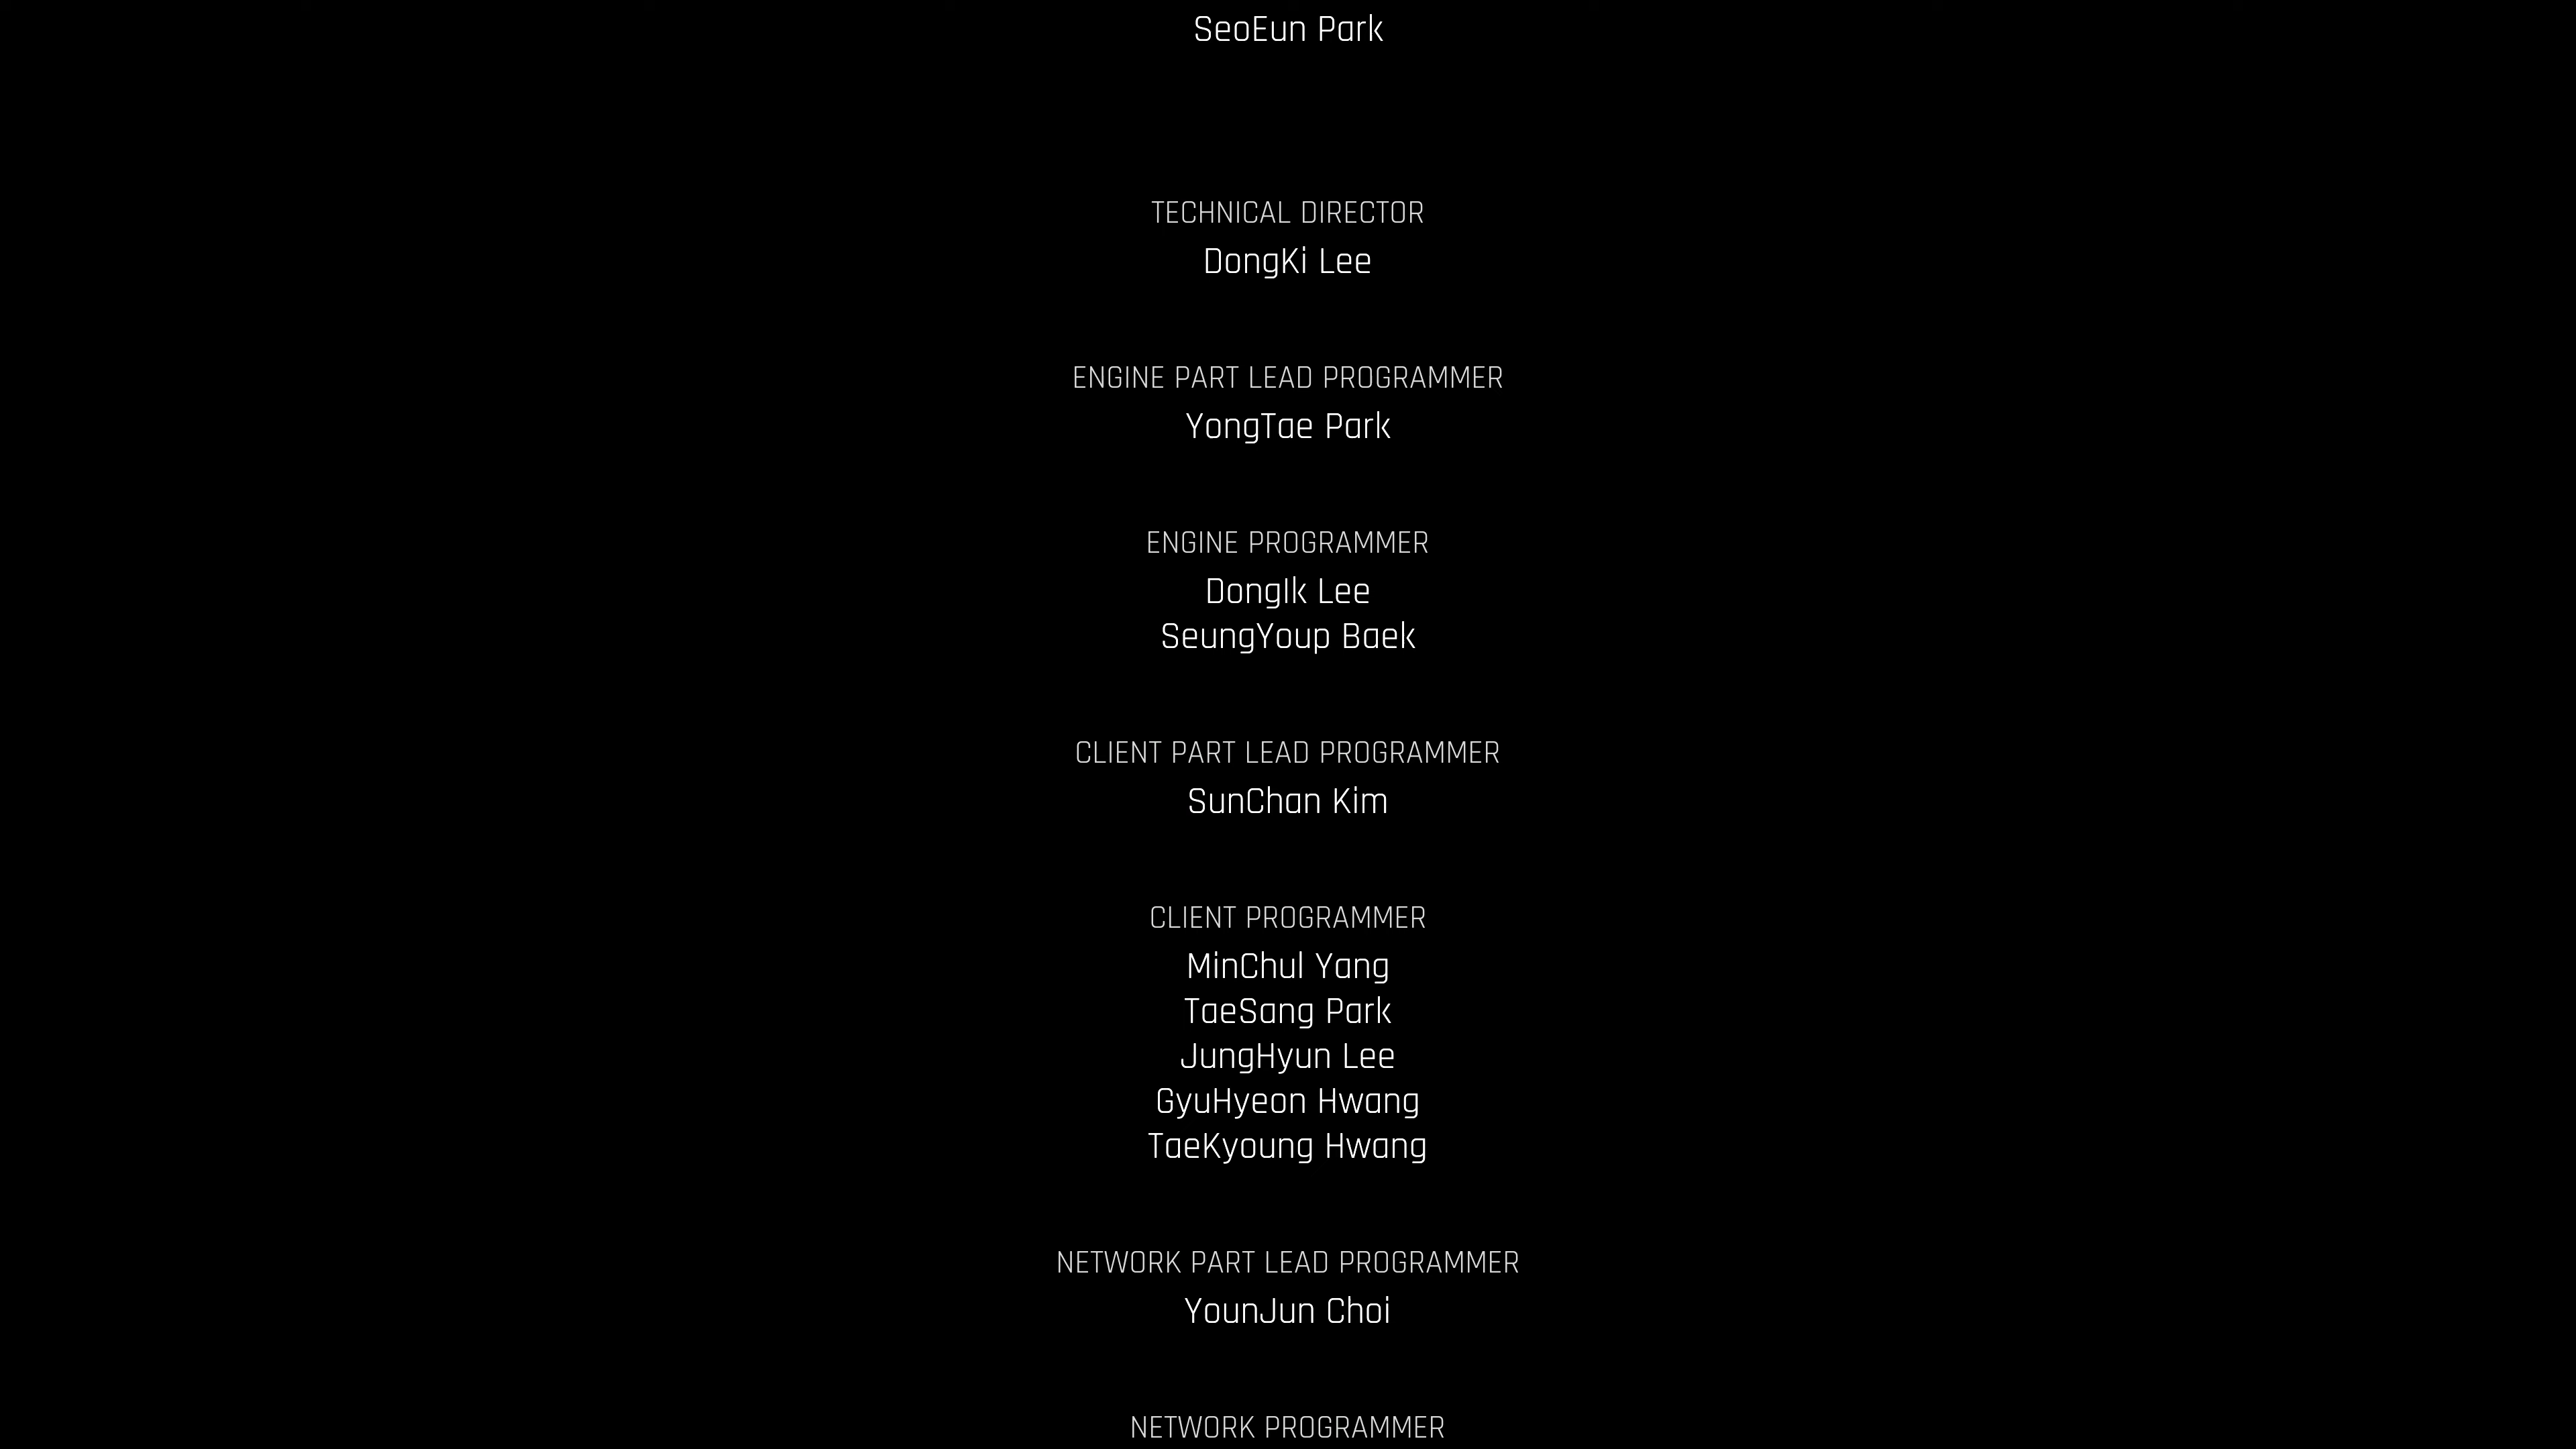 SeoEun Park
TECHNICAL DIRECTOR
DongKi Lee
ENGINE PART LEAD PROGRAMMER
YongTae Park
ENGINE PROGRAMMER
DongIk Lee
SeungYoup Baek
CLIENT PART LEAD PROGRAMMER
SunChan Kim
CLIENT PROGRAMMER
MinChul Yang
TaeSang Park
JungHyun Lee
GyuHyeon Hwang
TaeKyoung Hwang
NETWORK PART LEAD PROGRAMMER
YounJun Choi
NETWORK PROGRAMMER